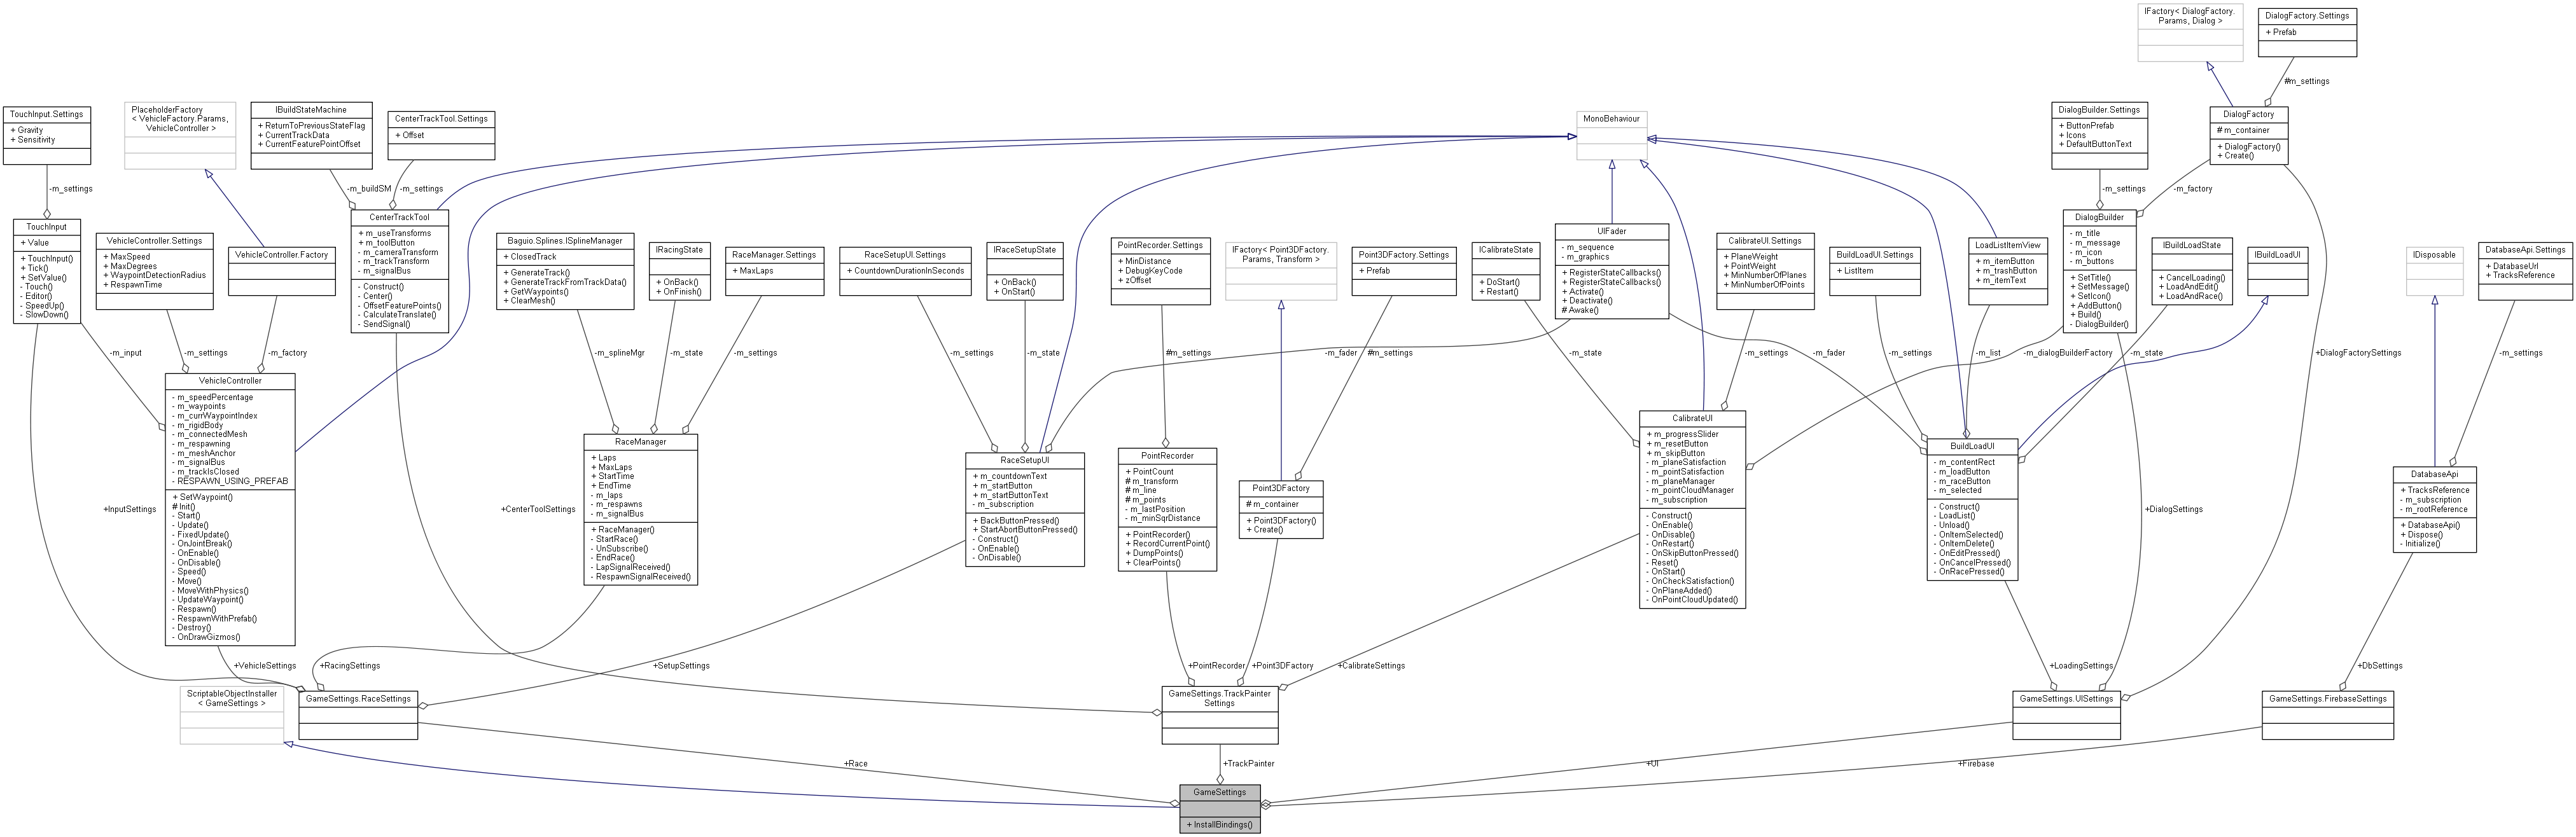 IFactory< DialogFactory.
Params, Dialog >
DialogFactory.Settings
+ Prefab
#m_settings
TouchInput.Settings
+ Gravity
+ Sensitivity
-m_settings
PlaceholderFactory
< VehicleFactory.Params,
VehicleController >
IBuildStateMachine
+ ReturnToPreviousStateFlag
+ CurrentTrackData
+ CurrentFeaturePointOffset
-m_buildSM
CenterTrackTool.Settings
+ Offset
-m_settings
MonoBehaviour
DialogBuilder.Settings
+ ButtonPrefab
+ Icons
+ DefaultButtonText
-m_settings
DialogFactory
# m_container
+ DialogFactory()
+ Create()
-m_factory
TouchInput
+ Value
+ TouchInput()
+ Tick()
+ SetValue()
- Touch()
- Editor()
- SpeedUp()
- SlowDown()
-m_input
VehicleController.Settings
+ MaxSpeed
+ MaxDegrees
+ WaypointDetectionRadius
+ RespawnTime
-m_settings
VehicleController.Factory
-m_factory
CenterTrackTool
+ m_useTransforms
+ m_toolButton
- m_cameraTransform
- m_trackTransform
- m_signalBus
- Construct()
- Center()
- OffsetFeaturePoints()
- CalculateTranslate()
- SendSignal()
Baguio.Splines.ISplineManager
+ ClosedTrack
+ GenerateTrack()
+ GenerateTrackFromTrackData()
+ GetWaypoints()
+ ClearMesh()
-m_splineMgr
IRacingState
+ OnBack()
+ OnFinish()
-m_state
RaceManager.Settings
+ MaxLaps
-m_settings
RaceSetupUI.Settings
+ CountdownDurationInSeconds
-m_settings
IRaceSetupState
+ OnBack()
+ OnStart()
-m_state
PointRecorder.Settings
+ MinDistance
+ DebugKeyCode
+ zOffset
#m_settings
IFactory< Point3DFactory.
Params, Transform >
Point3DFactory.Settings
+ Prefab
#m_settings
ICalibrateState
+ DoStart()
+ Restart()
-m_state
UIFader
- m_sequence
- m_graphics
+ RegisterStateCallbacks()
+ RegisterStateCallbacks()
+ Activate()
+ Deactivate()
# Awake()
-m_fader
-m_fader
CalibrateUI.Settings
+ PlaneWeight
+ PointWeight
+ MinNumberOfPlanes
+ MinNumberOfPoints
-m_settings
BuildLoadUI.Settings
+ ListItem
-m_settings
LoadListItemView
+ m_itemButton
+ m_trashButton
+ m_itemText
-m_list
DialogBuilder
- m_title
- m_message
- m_icon
- m_buttons
+ SetTitle()
+ SetMessage()
+ SetIcon()
+ AddButton()
+ Build()
- DialogBuilder()
-m_dialogBuilderFactory
IBuildLoadState
+ CancelLoading()
+ LoadAndEdit()
+ LoadAndRace()
-m_state
IBuildLoadUI
+DialogFactorySettings
IDisposable
DatabaseApi.Settings
+ DatabaseUrl
+ TracksReference
-m_settings
VehicleController
- m_speedPercentage
- m_waypoints
- m_currWaypointIndex
- m_rigidBody
- m_connectedMesh
- m_respawning
- m_meshAnchor
- m_signalBus
- m_trackIsClosed
- RESPAWN_USING_PREFAB
+ SetWaypoint()
# Init()
- Start()
- Update()
- FixedUpdate()
- OnJointBreak()
- OnEnable()
- OnDisable()
- Speed()
- Move()
- MoveWithPhysics()
- UpdateWaypoint()
- Respawn()
- RespawnWithPrefab()
- Destroy()
- OnDrawGizmos()
+InputSettings
RaceManager
+ Laps
+ MaxLaps
+ StartTime
+ EndTime
- m_laps
- m_respawns
- m_signalBus
+ RaceManager()
- StartRace()
- UnSubscribe()
- EndRace()
- LapSignalReceived()
- RespawnSignalReceived()
+CenterToolSettings
RaceSetupUI
+ m_countdownText
+ m_startButton
+ m_startButtonText
- m_subscription
+ BackButtonPressed()
+ StartAbortButtonPressed()
- Construct()
- OnEnable()
- OnDisable()
PointRecorder
+ PointCount
# m_transform
# m_line
# m_points
- m_lastPosition
- m_minSqrDistance
+ PointRecorder()
+ RecordCurrentPoint()
+ DumpPoints()
+ ClearPoints()
Point3DFactory
# m_container
+ Point3DFactory()
+ Create()
CalibrateUI
+ m_progressSlider
+ m_resetButton
+ m_skipButton
- m_planeSatisfaction
- m_pointSatisfaction
- m_planeManager
- m_pointCloudManager
- m_subscription
- Construct()
- OnEnable()
- OnDisable()
- OnRestart()
- OnSkipButtonPressed()
- Reset()
- OnStart()
- OnCheckSatisfaction()
- OnPlaneAdded()
- OnPointCloudUpdated()
BuildLoadUI
- m_contentRect
- m_loadButton
- m_raceButton
- m_selected
- Construct()
- LoadList()
- Unload()
- OnItemSelected()
- OnItemDelete()
- OnEditPressed()
- OnCancelPressed()
- OnRacePressed()
+DialogSettings
DatabaseApi
+ TracksReference
- m_subscription
- m_rootReference
+ DatabaseApi()
+ Dispose()
- Initialize()
+VehicleSettings
+RacingSettings
+SetupSettings
+PointRecorder
+Point3DFactory
+CalibrateSettings
+LoadingSettings
+DbSettings
ScriptableObjectInstaller
< GameSettings >
GameSettings.RaceSettings
GameSettings.TrackPainter
Settings
GameSettings.UISettings
GameSettings.FirebaseSettings
+Race
+TrackPainter
+UI
+Firebase
GameSettings
+ InstallBindings()